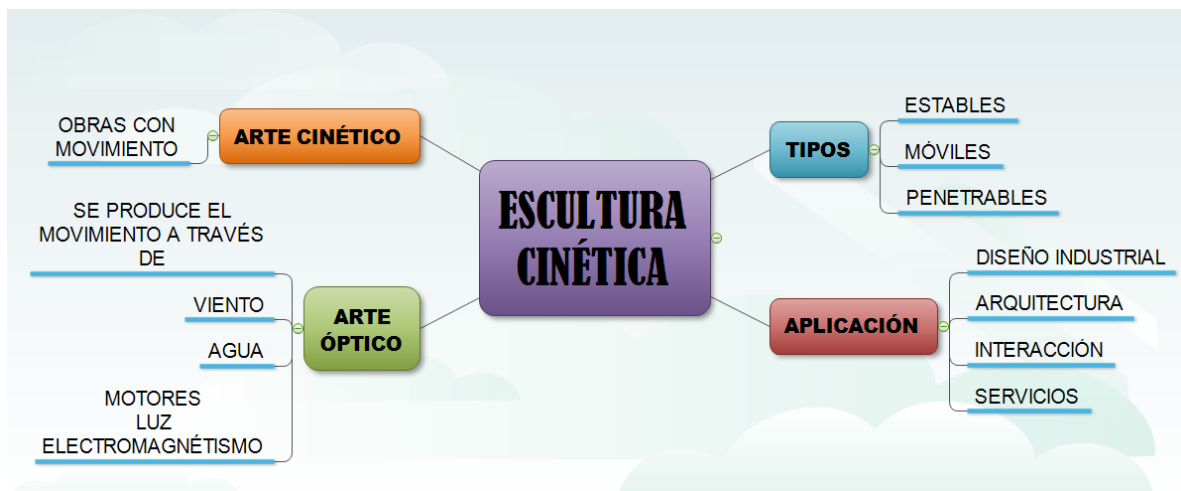 ESCULTURA
CINÉTICA
ARTE CINÉTICO
OBRAS CON
MOVIMIENTO
ARTE
ÓPTICO
SE PRODUCE EL
MOVIMIENTO A TRAVÉS
DE
VIENTO
AGUA
MOTORES
LUZ
ELECTROMAGNÉTISMO
TIPOS
ESTABLES
MÓVILES
PENETRABLES
APLICACIÓN
DISEÑO INDUSTRIAL
ARQUITECTURA
INTERACCIÓN
SERVICIOS